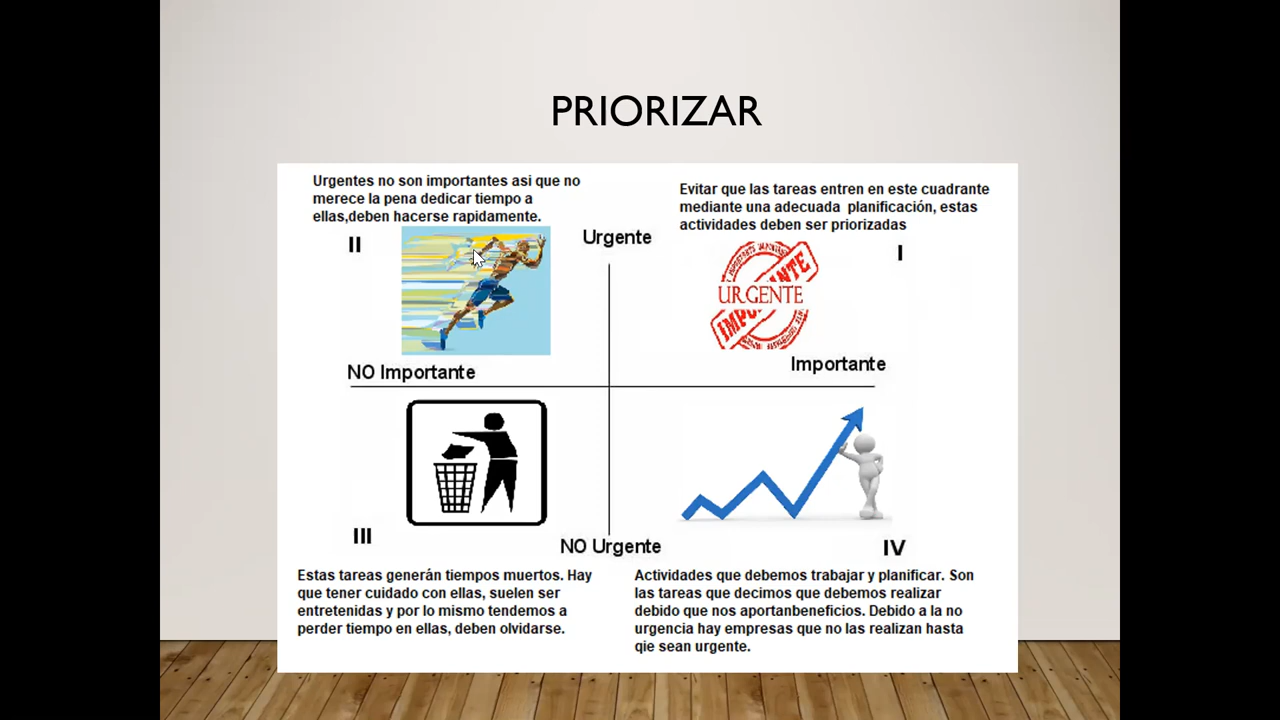 PRIORIZAR
Urgentes no son importantes asi que no
merece la pena dedicar tiempo a
ellas,deben hacerse rapidamente.
Evitar que las tareas entren en este cuadrante
mediante una adecuada planificación, estas
actividades deben ser priorizadas
II
Urgente
I
URGENTE
IMPORTANTE
NO Importante
Importante
III
NO Urgente
IV
Estas tareas generán tiempos muertos. Hay
que tener cuidado con ellas, suelen ser
entretenidas y por lo mismo tendemos a
perder tiempo en ellas, deben olvidarse.
Actividades que debemos trabajar y planificar. Son
las tareas que decimos que debemos realizar
debido que nos aportanbeneficios. Debido a la no
urgencia hay empresas que no las realizan hasta
qie sean urgente.